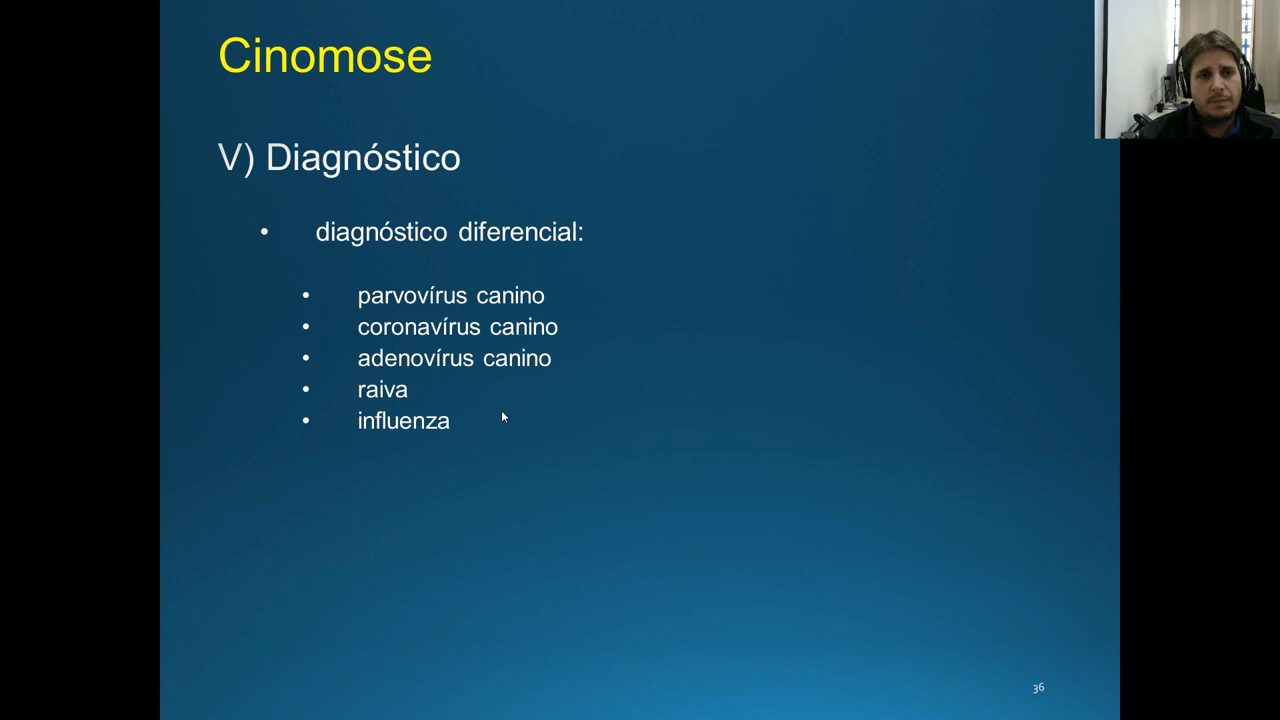 Cinomose
V) Diagnóstico
• diagnóstico diferencial:
• parvovírus canino
• coronavírus canino
• adenovírus canino
• raiva
• influenza
36